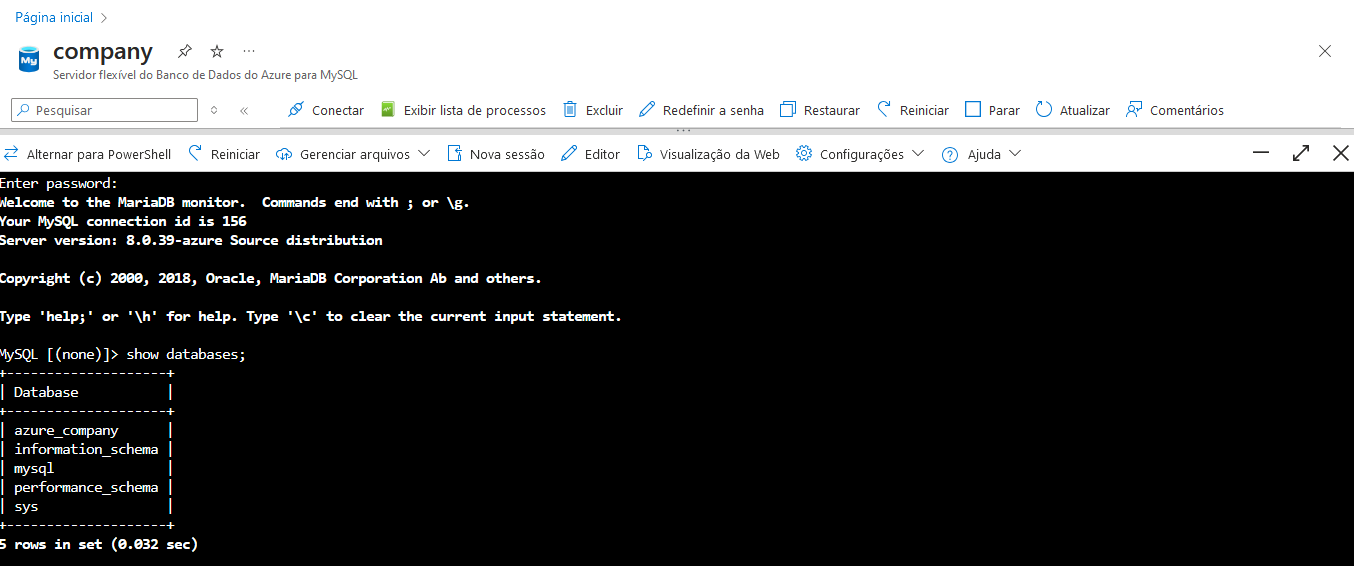 Página inicial
company
Servidor flexível do Banco de Dados do Azure para MySQL
Pesquisar Conectar Exibir lista de processos Excluir Redefinir a senha Restaurar Reiniciar Parar Atualizar Comentários
Alternar para PowerShell Reiniciar Gerenciar arquivos Nova sessão Editor Visualização da Web Configurações Ajuda
Enter password:
Welcome to the MariaDB monitor.  Commands end with ; or \g.
Your MySQL connection id is 156
Server version: 8.0.39-azure Source distribution
Copyright (c) 2000, 2018, Oracle, MariaDB Corporation Ab and others.
Type 'help;' or '\h' for help. Type '\c' to clear the current input statement.
MySQL [(none)]> show databases;
+--------------------+
| Database           |
+--------------------+
| azure_company      |
| information_schema |
| mysql              |
| performance_schema |
| sys                |
+--------------------+
5 rows in set (0.032 sec)